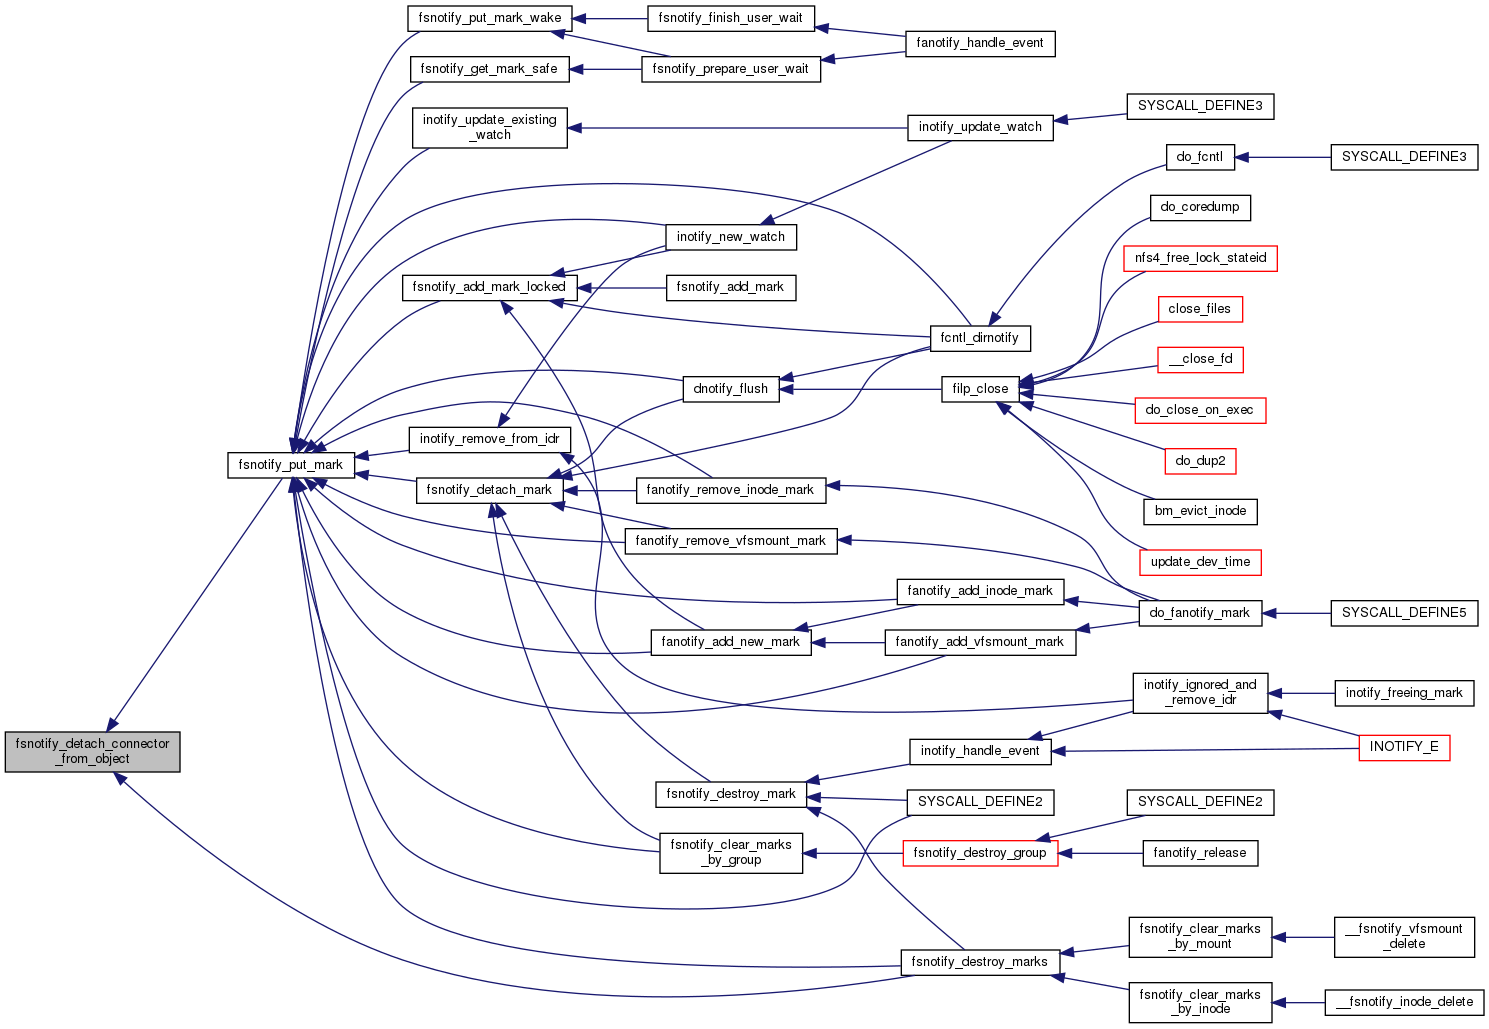 fsnotify_put_mark_wake
fsnotify_finish_user_wait
fanotify_handle_event
fsnotify_get_mark_safe
fsnotify_prepare_user_wait
inotify_update_existing
_watch
inotify_update_watch
SYSCALL_DEFINE3
do_fcntl
SYSCALL_DEFINE3
do_coredump
inotify_new_watch
nfs4_free_lock_stateid
fsnotify_add_mark_locked
fsnotify_add_mark
close_files
fcntl_dirnotify
__close_fd
dnotify_flush
filp_close
do_close_on_exec
inotify_remove_from_idr
do_dup2
fsnotify_put_mark
fsnotify_detach_mark
fanotify_remove_inode_mark
bm_evict_inode
fanotify_remove_vfsmount_mark
update_dev_time
fanotify_add_inode_mark
do_fanotify_mark
SYSCALL_DEFINE5
fanotify_add_new_mark
fanotify_add_vfsmount_mark
inotify_ignored_and
_remove_idr
inotify_freeing_mark
fsnotify_detach_connector
_from_object
inotify_handle_event
INOTIFY_E
fsnotify_destroy_mark
SYSCALL_DEFINE2
SYSCALL_DEFINE2
fsnotify_clear_marks
_by_group
fsnotify_destroy_group
fanotify_release
fsnotify_destroy_marks
fsnotify_clear_marks
_by_mount
__fsnotify_vfsmount
_delete
fsnotify_clear_marks
_by_inode
__fsnotify_inode_delete